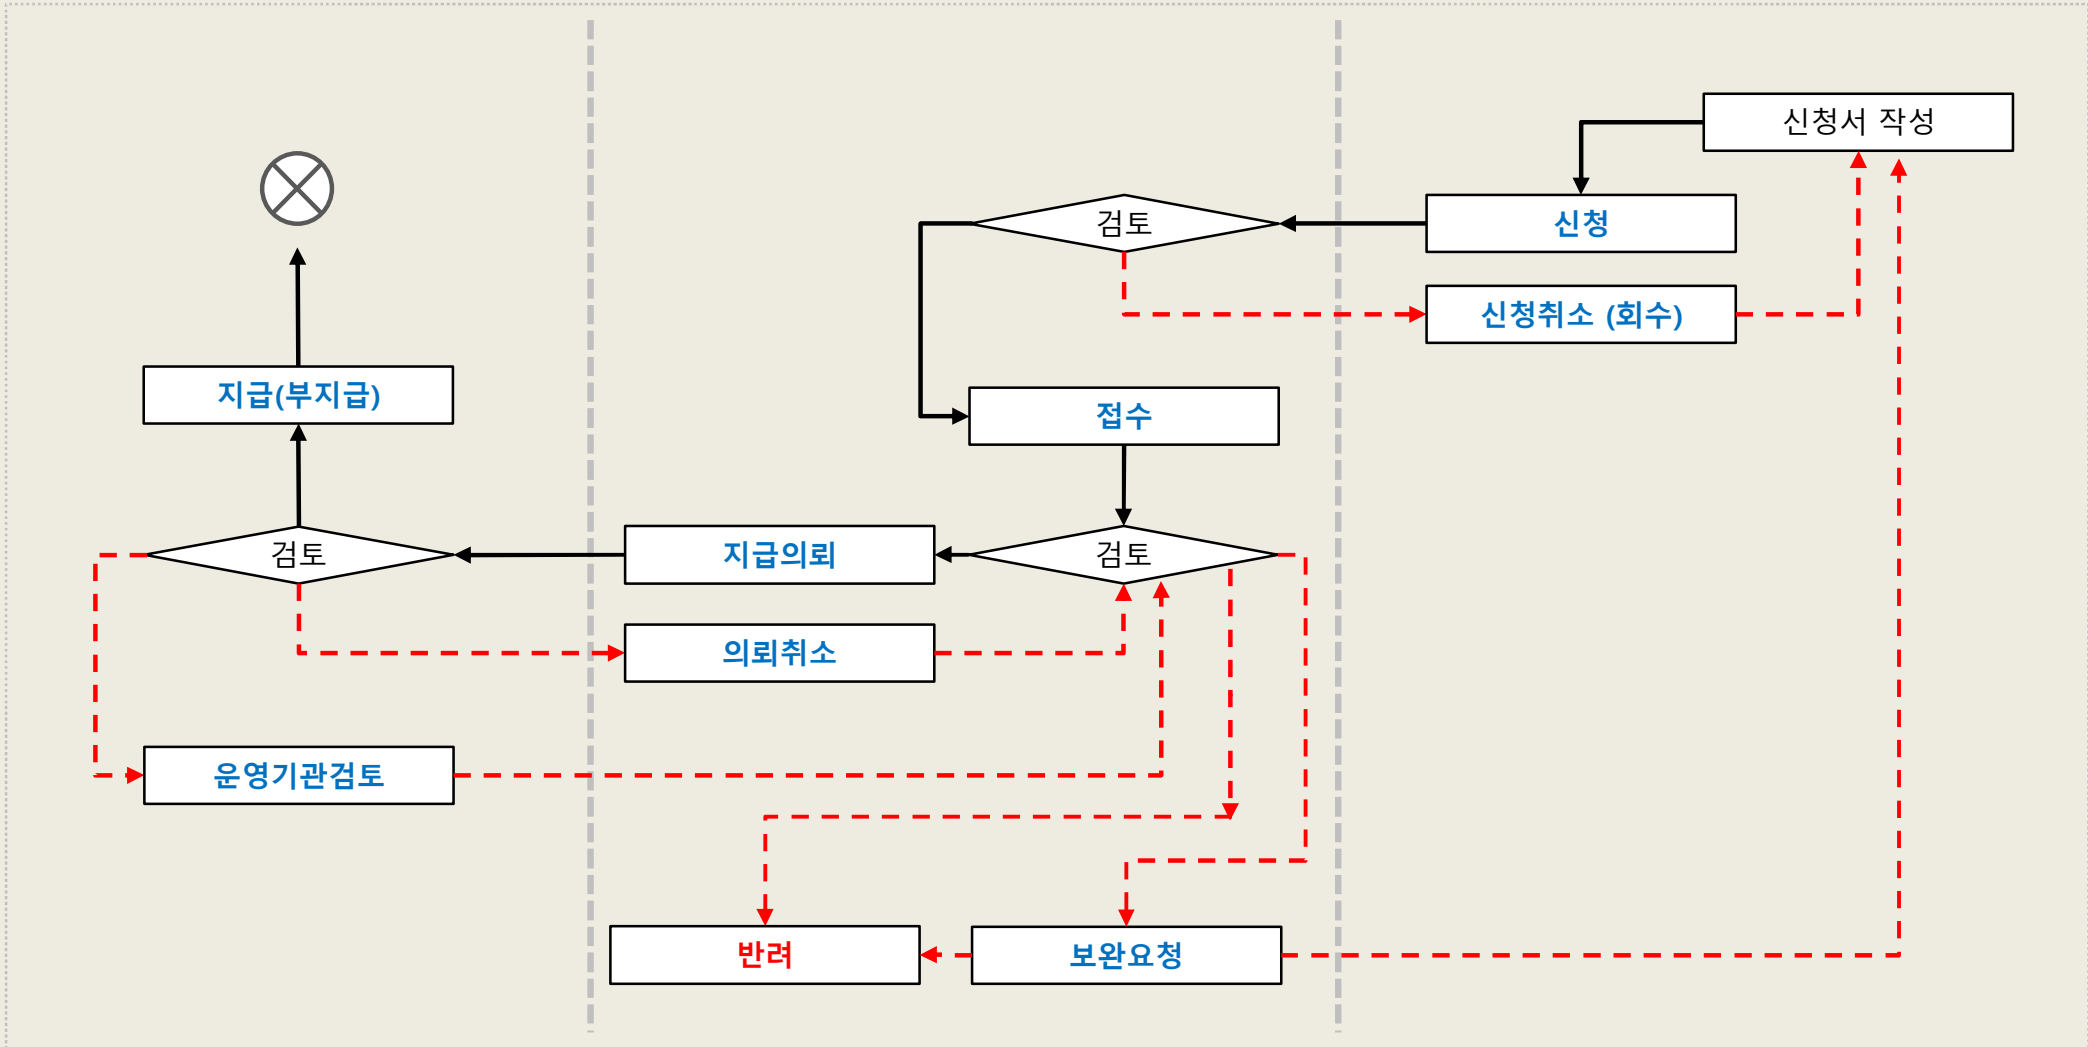 신청서 작성
검토
신청
신청취소 (회수)
지급(부지급)
접수
검토
지급의뢰
검토
의뢰취소
운영기관검토
반려
보완요청